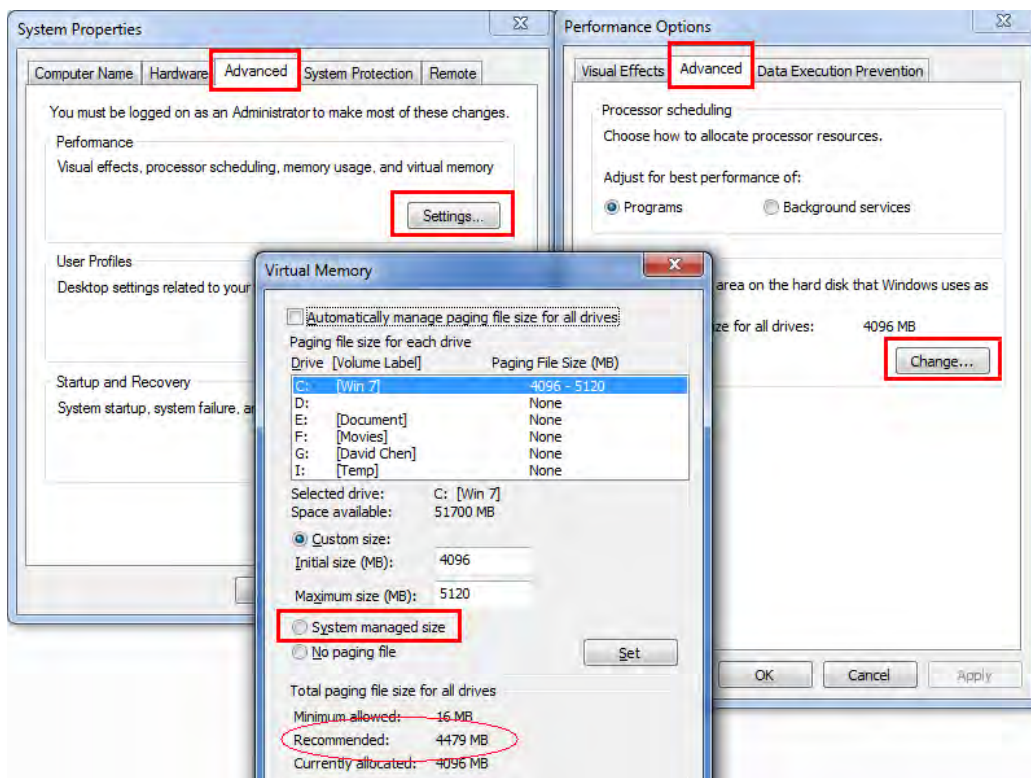 System Properties
Computer Name Hardware Advanced System Protection Remote
You must be logged on as an Administrator to make most of these changes.
Performance
Visual effects, processor scheduling, memory usage, and virtual memory
Settings...
User Profiles
Desktop settings related to your
Startup and Recovery
System startup, system failure,
Performance Options
Visual Effects Advanced Data Execution Prevention
Processor scheduling
Choose how to allocate processor resources.
Adjust for best performance of:
Programs Background services
area on the hard disk that Windows uses as
for all drives: 4096 MB
Change...
OK Cancel Apply
Virtual Memory
Automatically manage paging file size for all drives
Paging file size for each drive
Drive [Volume Label] Paging File Size (MB)
C: [Win 7] 4096 - 5120
D: None
E: [Document] None
F: [Movies] None
G: [David Chen] None
I: [Temp] None
Selected drive: C: [Win 7]
Space available: 51700 MB
Custom size:
Initial size (MB): 4096
Maximum size (MB): 5120
System managed size
No paging file
Set
Total paging file size for all drives
Minimum allowed: 16 MB
Recommended: 4479 MB
Currently allocated: 4096 MB